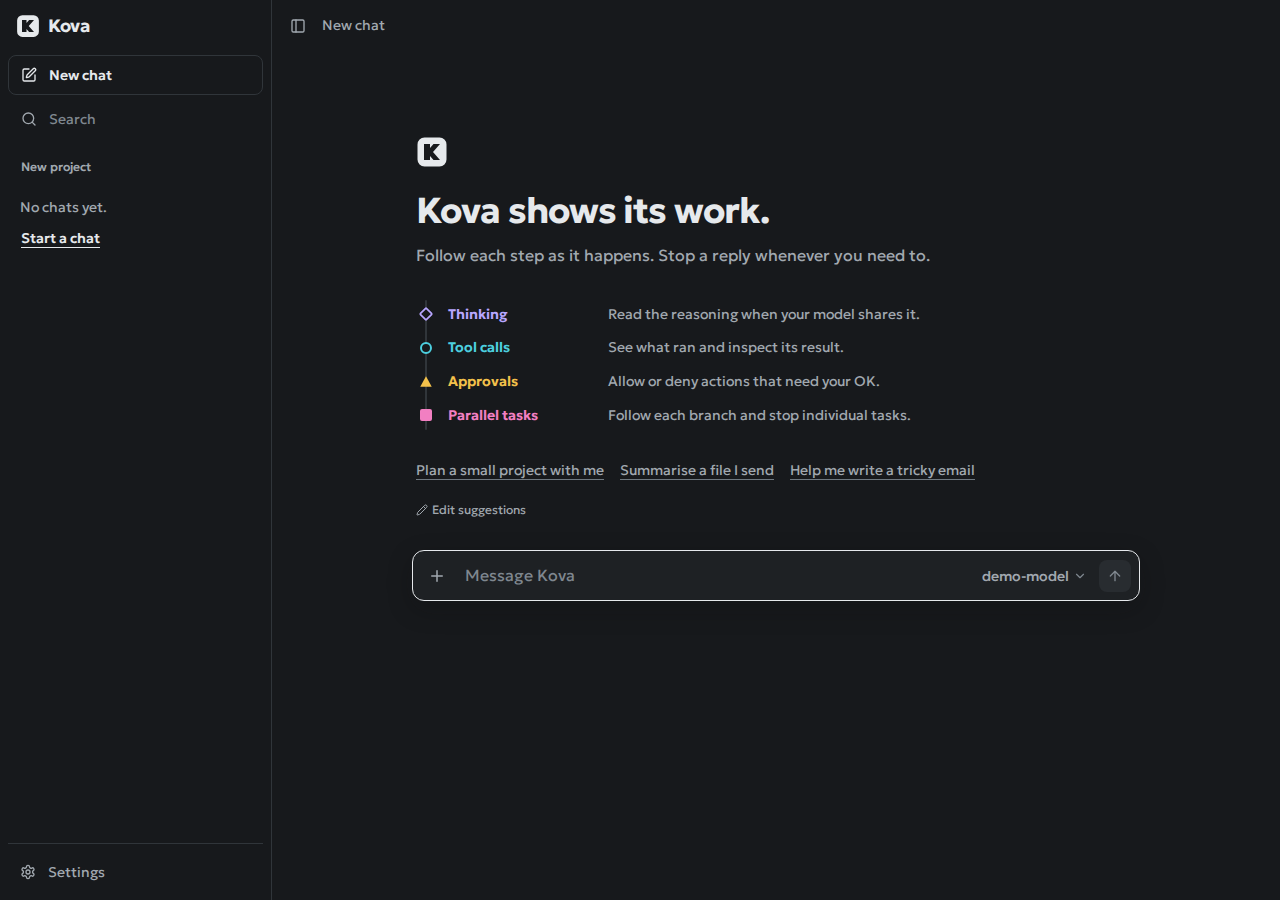 Kova
New chat
Search
New project
No chats yet.
Start a chat
Settings
New chat
Kova shows its work.
Follow each step as it happens. Stop a reply whenever you need to.
Thinking Read the reasoning when your model shares it.
Tool calls See what ran and inspect its result.
Approvals Allow or deny actions that need your OK.
Parallel tasks Follow each branch and stop individual tasks.
Plan a small project with me Summarise a file I send Help me write a tricky email
Edit suggestions
Message Kova demo-model